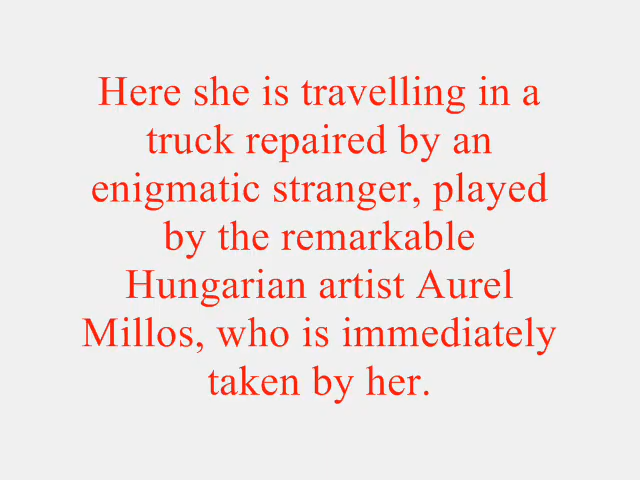 Here she is travelling in a
truck repaired by an
enigmatic stranger, played
by the remarkable
Hungarian artist Aurel
Millos, who is immediately
taken by her.